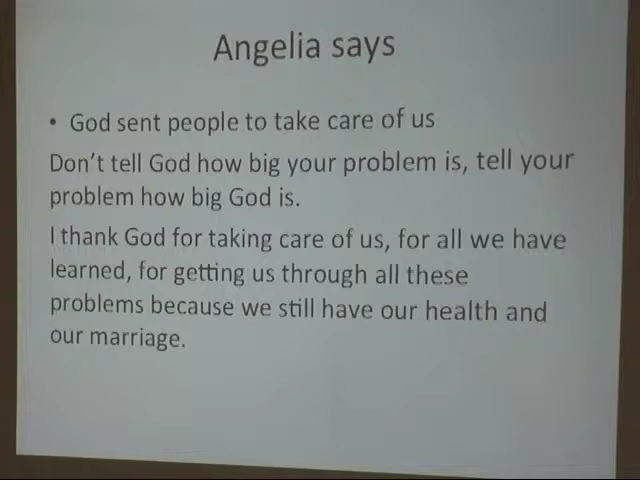 Angelia says
• God sent people to take care of us
Don't tell God how big your problem is, tell your
problem how big God is.
I thank God for taking care of us, for all we have
learned, for getting us through all these
problems because we still have our health and
our marriage.